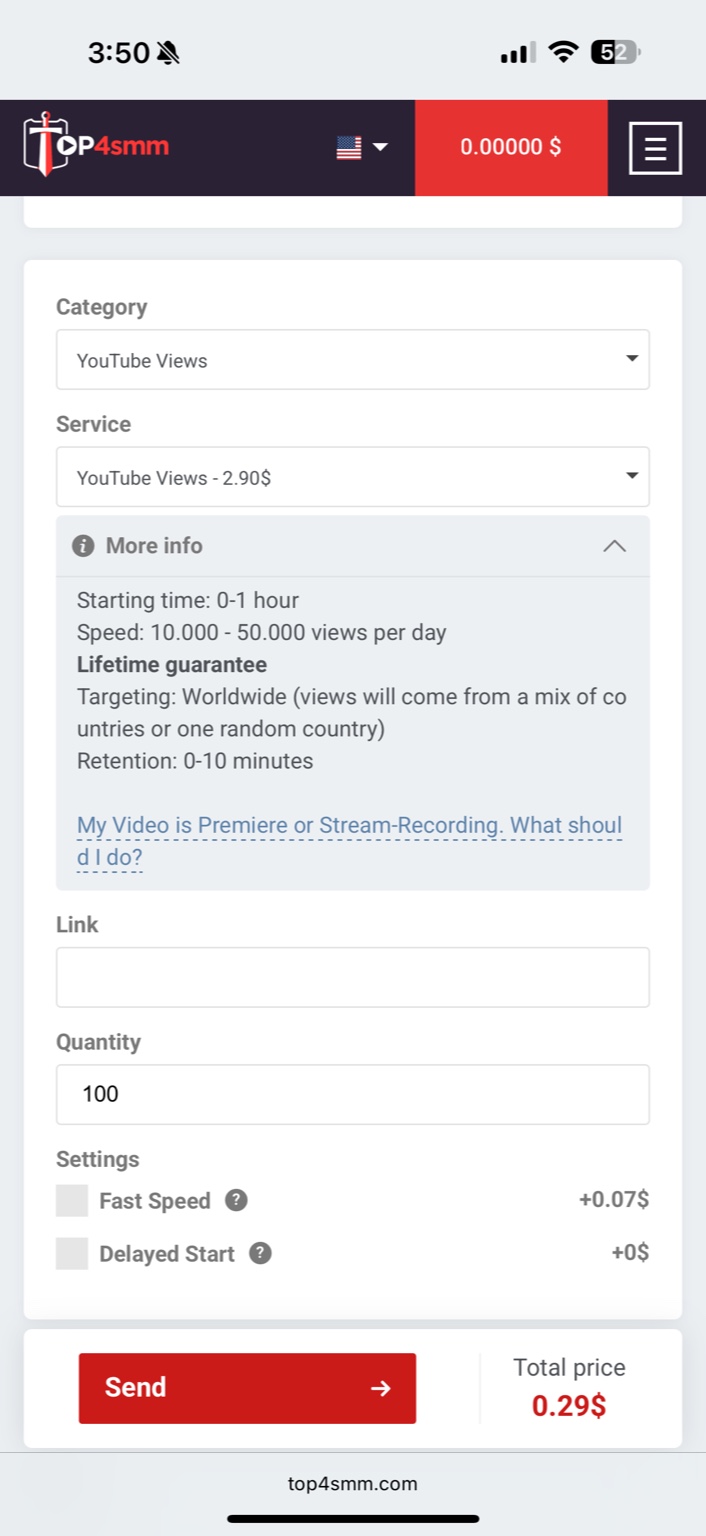 3:50
52
TOP4smm
0.00000 $
Category
YouTube Views
Service
YouTube Views - 2.90$
More info
Starting time: 0-1 hour
Speed: 10.000 - 50.000 views per day
Lifetime guarantee
Targeting: Worldwide (views will come from a mix of co
untries or one random country)
Retention: 0-10 minutes
My Video is Premiere or Stream-Recording. What shoul
d I do?
Link
Quantity
100
Settings
Fast Speed ? +0.07$
Delayed Start ? +0$
Send → Total price
0.29$
top4smm.com